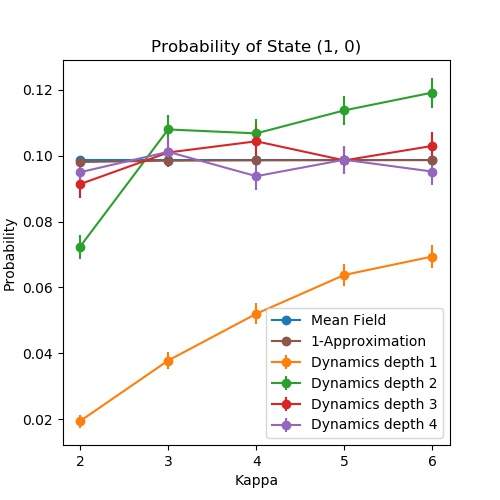 Probability of State (1, 0)
Probability
0.12
0.10
0.08
0.06
0.04
0.02
Mean Field
1-Approximation
Dynamics depth 1
Dynamics depth 2
Dynamics depth 3
Dynamics depth 4
2 3 4 5 6
Kappa